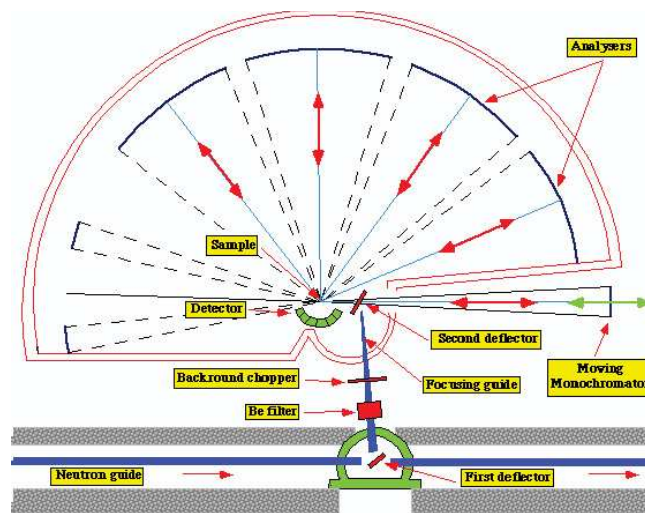 Analysers
Sample
Detector
Second deflector
Backround chopper
Focusing guide
Moving
Monochromator
Be filter
Neutron guide
First deflector